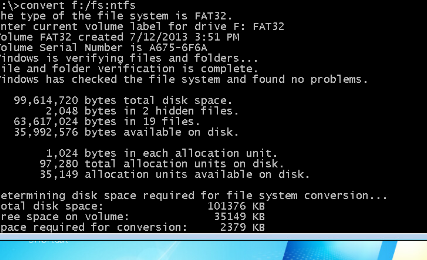 :\>convert f:/fs:ntfs
he type of the file system is FAT32.
nter current volume label for drive F: FAT32
olume FAT32 created 7/12/2013 3:51 PM
olume Serial Number is A675-6F6A
indows is verifying files and folders...
ile and folder verification is complete.
indows has checked the file system and found no problems.
99,614,720 bytes total disk space.
2,048 bytes in 2 hidden files.
63,617,024 bytes in 19 files.
35,992,576 bytes available on disk.
1,024 bytes in each allocation unit.
97,280 total allocation units on disk.
35,149 allocation units available on disk.
etermining disk space required for file system conversion...
otal disk space: 101376 KB
ree space on volume: 35149 KB
pace required for conversion: 2379 KB